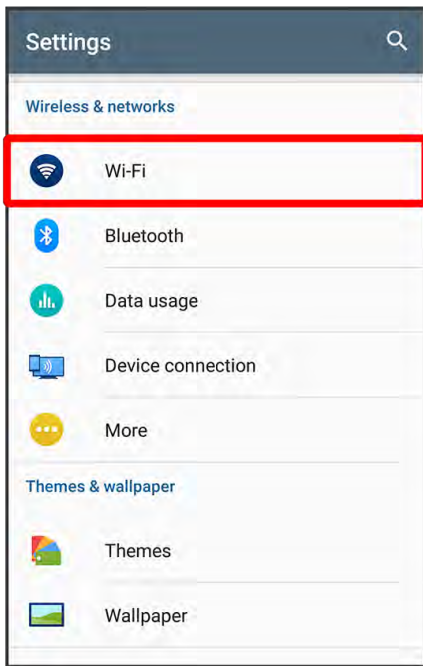 Settings
Wireless & networks
Wi-Fi
Bluetooth
Data usage
Device connection
More
Themes & wallpaper
Themes
Wallpaper